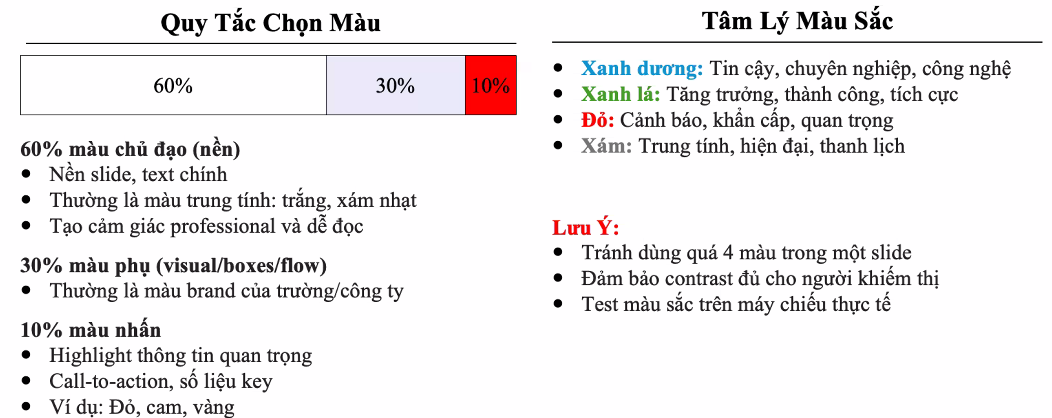 Quy Tắc Chọn Màu
60%
30%
10%
60% màu chủ đạo (nền)
● Nền slide, text chính
● Thường là màu trung tính: trắng, xám nhạt
● Tạo cảm giác professional và dễ đọc
30% màu phụ (visual/boxes/flow)
● Thường là màu brand của trường/công ty
10% màu nhấn
● Highlight thông tin quan trọng
● Call-to-action, số liệu key
● Ví dụ: Đỏ, cam, vàng
Tâm Lý Màu Sắc
● Xanh dương: Tin cậy, chuyên nghiệp, công nghệ
● Xanh lá: Tăng trưởng, thành công, tích cực
● Đỏ: Cảnh báo, khẩn cấp, quan trọng
● Xám: Trung tính, hiện đại, thanh lịch
Lưu Ý:
● Tránh dùng quá 4 màu trong một slide
● Đảm bảo contrast đủ cho người khiếm thị
● Test màu sắc trên máy chiếu thực tế